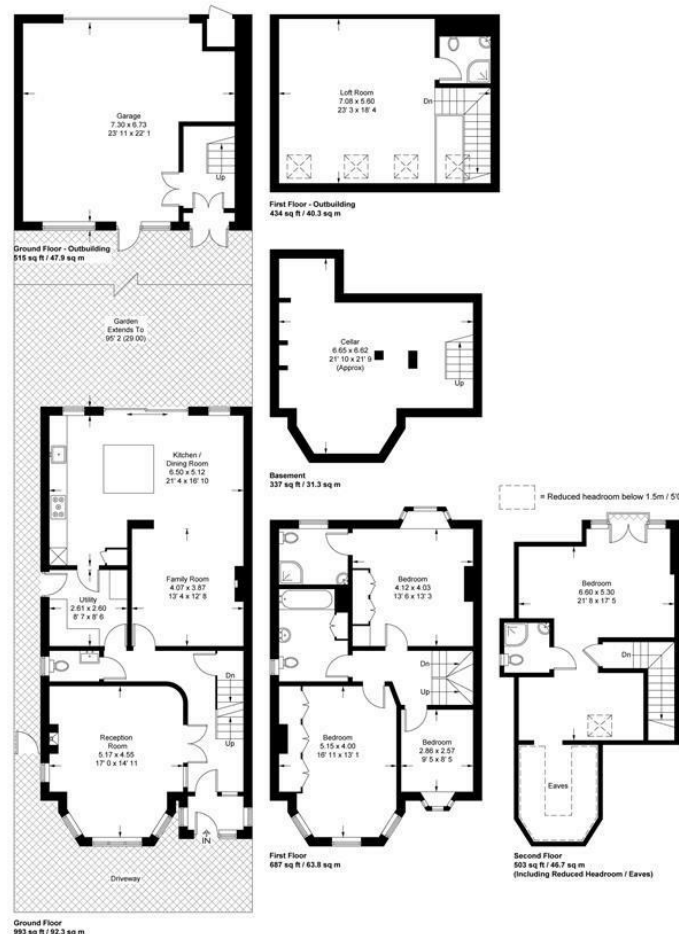 Garage
7.30 x 6.73
23' 11 x 22' 1
Up
Ground Floor - Outbuilding
515 sq ft / 47.9 sq m
Loft Room
7.08 x 5.60
23' 3 x 18' 4
Dn
First Floor - Outbuilding
434 sq ft / 40.3 sq m
Garden
Extends To
95' 2 (29.00)
Cellar
6.65 x 6.62
21' 10 x 21' 9
(Approx)
Up
Basement
337 sq ft / 31.3 sq m
Kitchen /
Dining Room
6.50 x 5.12
21' 4 x 16' 10
Family Room
4.07 x 3.87
13' 4 x 12' 8
Utility
2.61 x 2.60
8' 7 x 8' 6
Dn
Up
Reception
Room
5.17 x 4.55
17' 0 x 14' 11
IN
Driveway
Ground Floor
993 sq ft / 92.3 sq m
Bedroom
4.12 x 4.03
13' 6 x 13' 3
Dn
Up
Bedroom
5.15 x 4.00
16' 11 x 13' 1
Bedroom
2.86 x 2.57
9' 5 x 8' 5
First Floor
687 sq ft / 63.8 sq m
= Reduced headroom below 1.5m / 5'0
Bedroom
6.60 x 5.30
21' 8 x 17' 5
Dn
Eaves
Second Floor
503 sq ft / 46.7 sq m
(Including Reduced Headroom / Eaves)